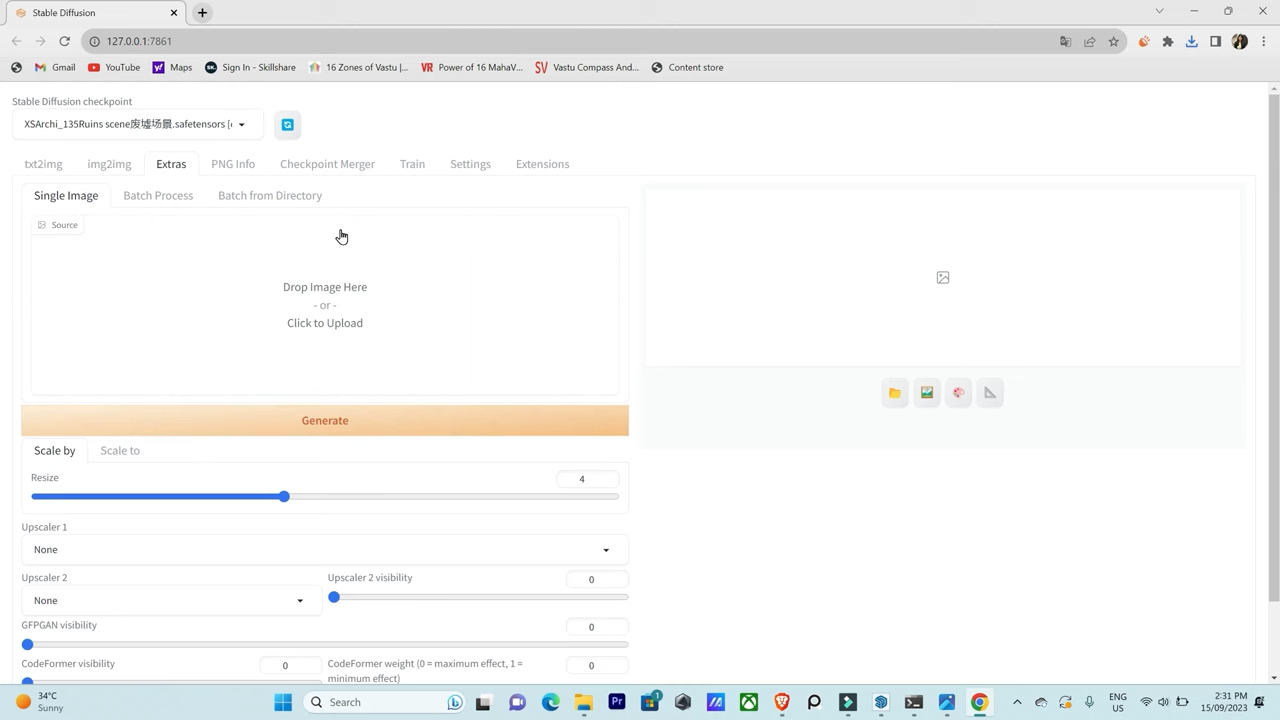 Stable Diffusion
127.0.0.1:7861
Gmail
YouTube
Maps
Sign In - Skillshare
16 Zones of Vastu |...
Power of 16 MahaV...
Vastu Compass And...
Content store
Stable Diffusion checkpoint
XSArchi_135Ruins scene废墟场景.safetensors [
txt2img
img2img
Extras
PNG Info
Checkpoint Merger
Train
Settings
Extensions
Single Image
Batch Process
Batch from Directory
Source
Drop Image Here
- or -
Click to Upload
Generate
Scale by
Scale to
Resize
4
Upscaler 1
None
Upscaler 2
None
Upscaler 2 visibility
0
GFPGAN visibility
0
CodeFormer visibility
0
CodeFormer weight (0 = maximum effect, 1 =
minimum effect)
0
34°C
Sunny
Search
ENG
US
2:31 PM
15/09/2023